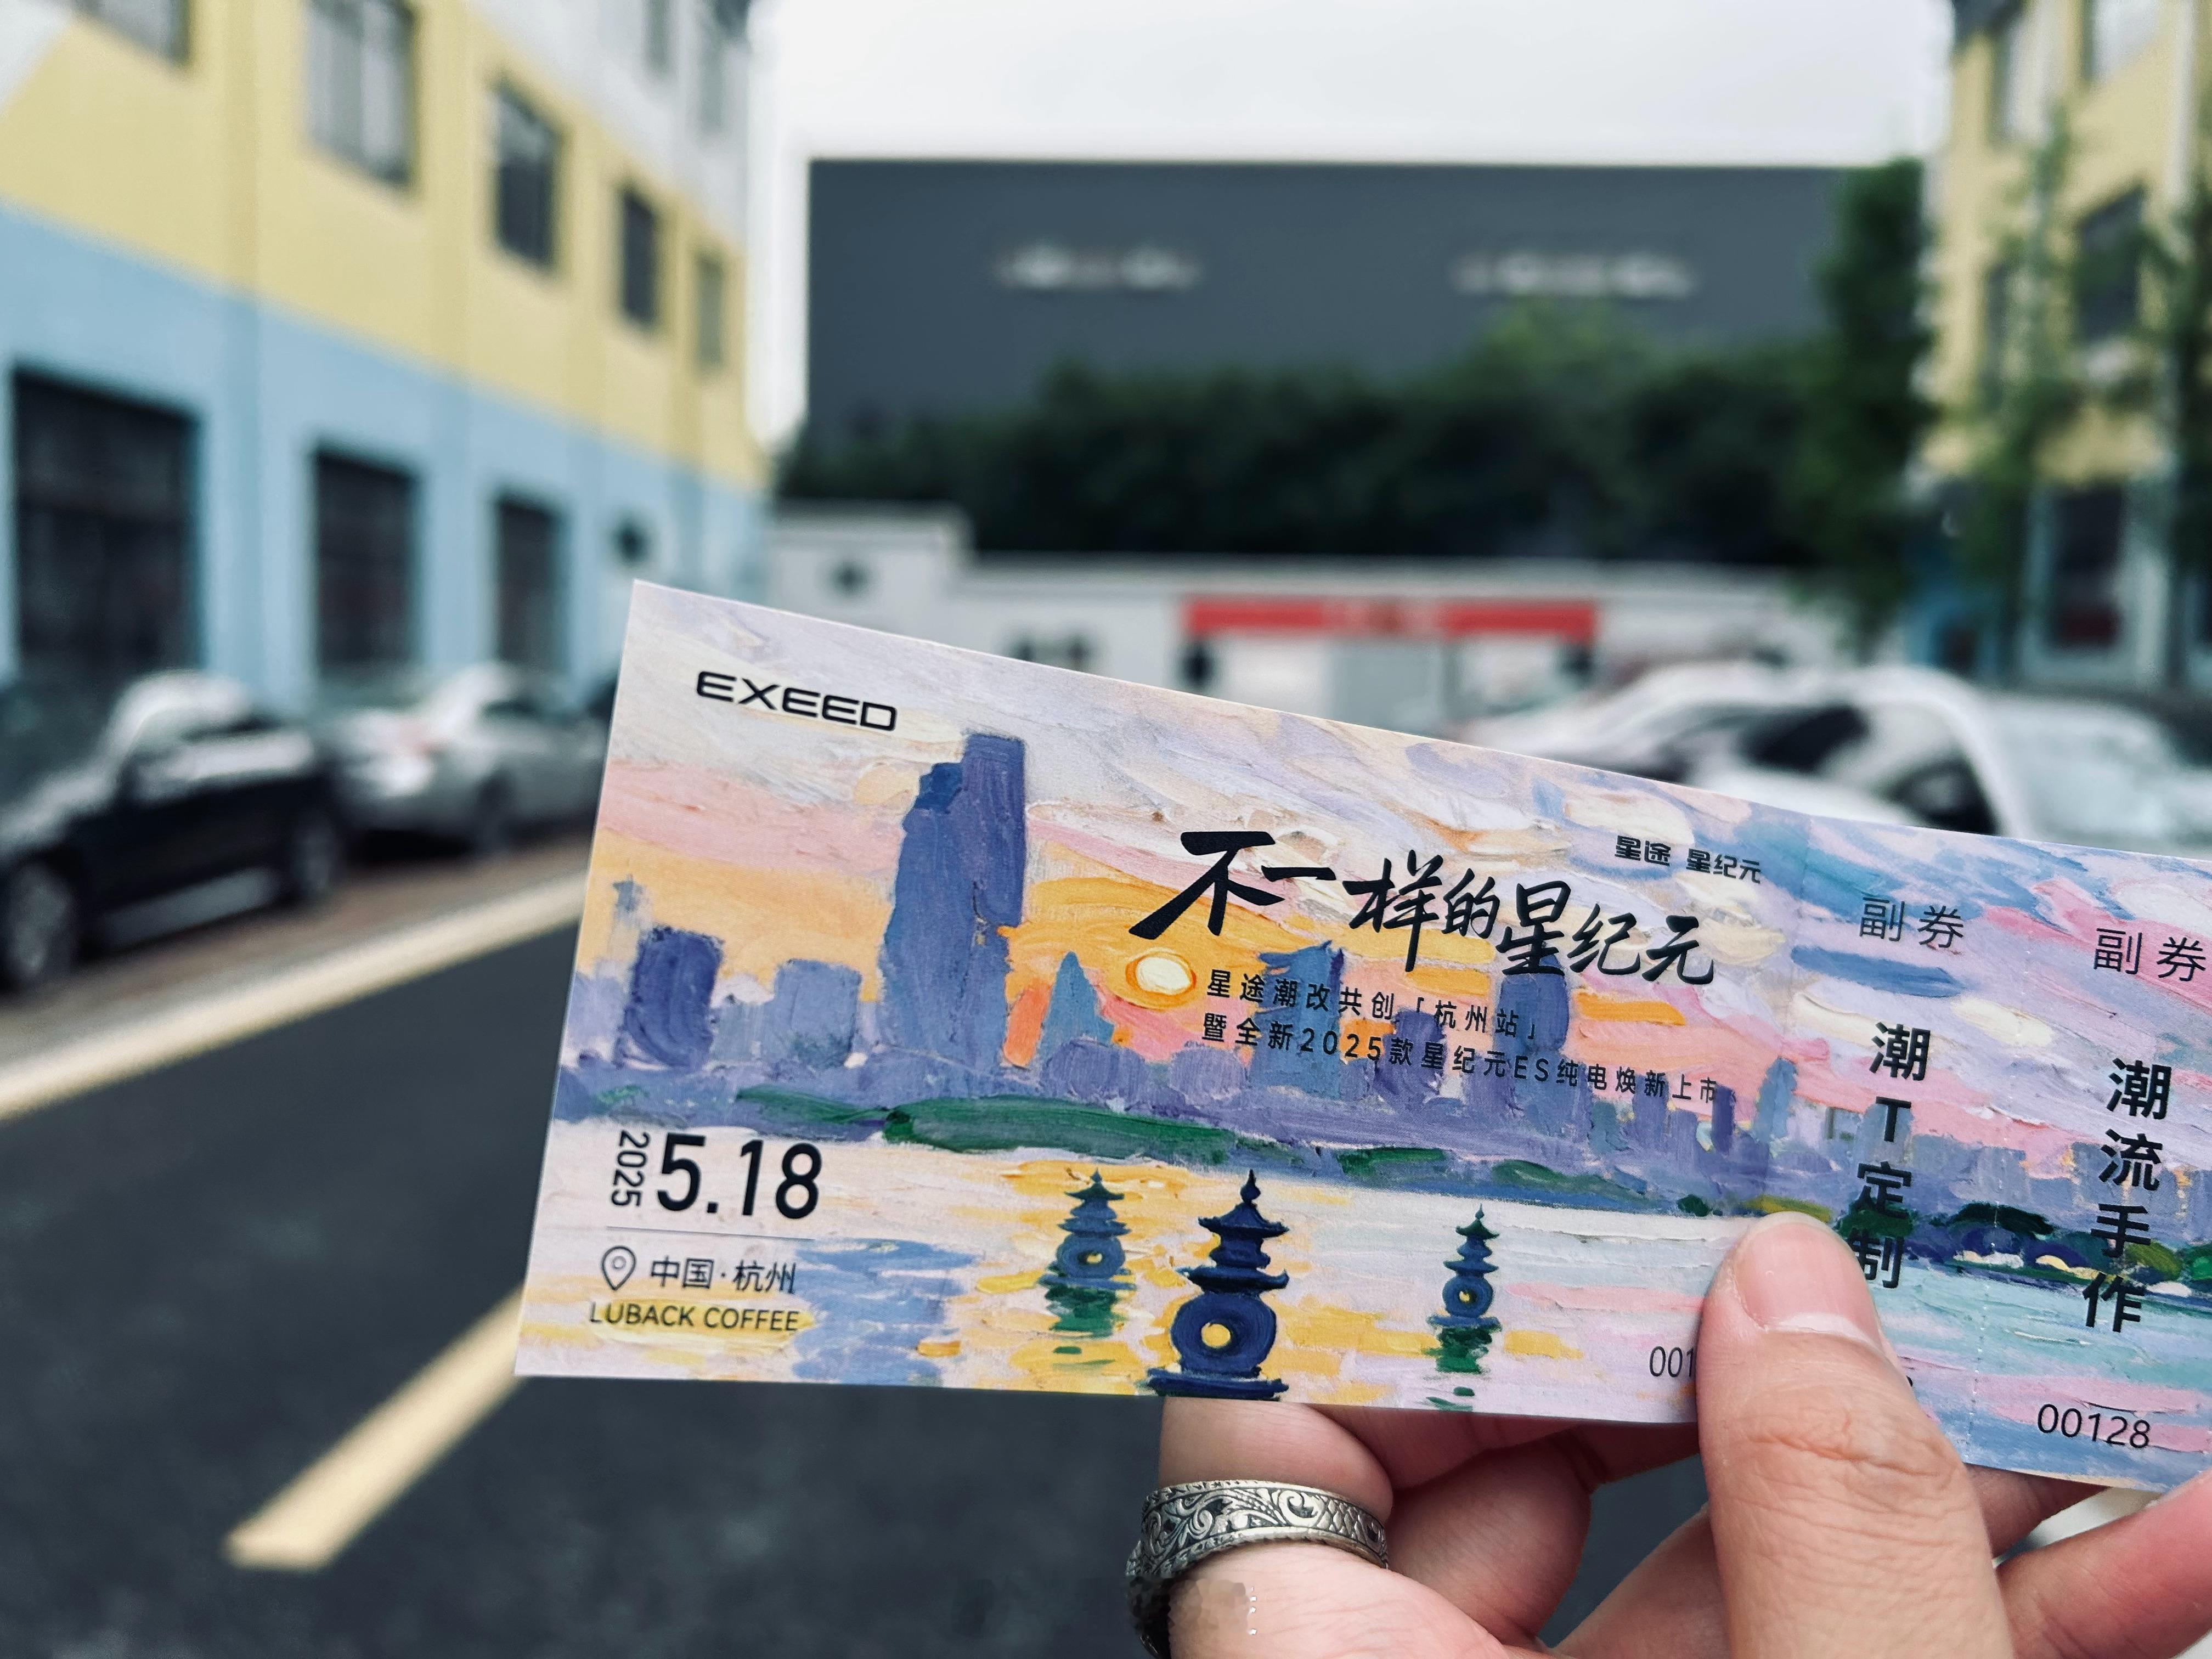 EXEED
星途 星纪元
不一样的星纪元
星途潮改共创「杭州站」
暨全新2025款星纪元ES纯电焕新上市
2025
5.18
中国·杭州
LUBACK COFFEE
001
副券
潮T定制
副券
潮流手作
00128